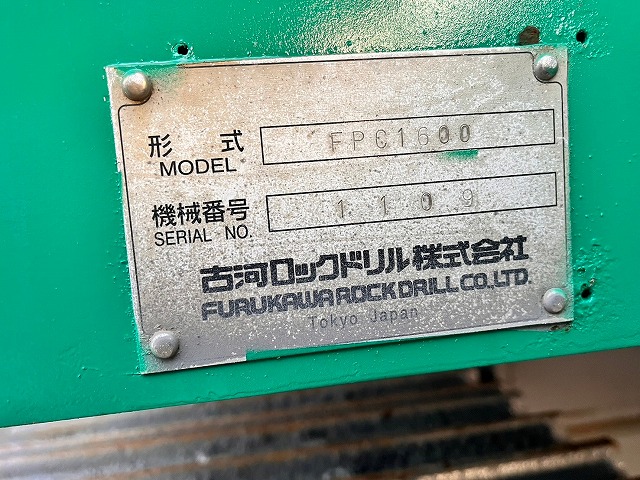 形式 FPC1600
MODEL
機械番号 1109
SERIAL NO.
古河ロックドリル株式会社
FURUKAWA ROCK DRILL CO.,LTD.
Tokyo Japan